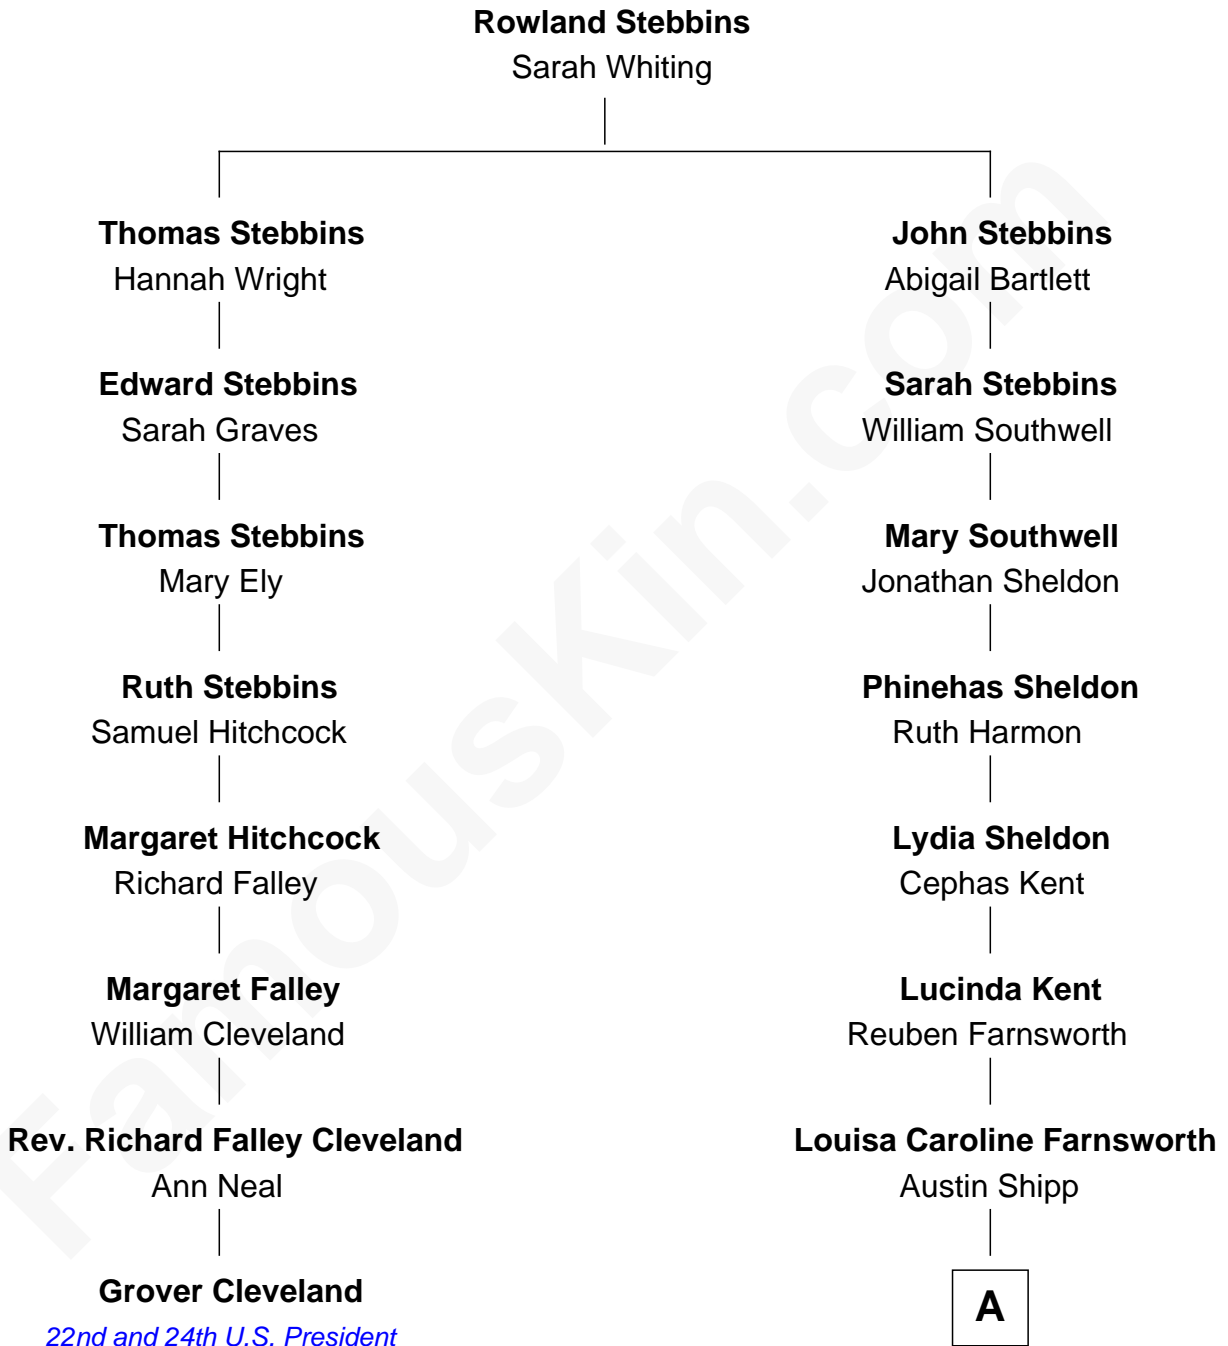 Rowland Stebbins
Sarah Whiting
Thomas Stebbins
Hannah Wright
John Stebbins
Abigail Bartlett
Edward Stebbins
Sarah Graves
Sarah Stebbins
William Southwell
Thomas Stebbins
Mary Ely
Mary Southwell
Jonathan Sheldon
Ruth Stebbins
Samuel Hitchcock
Phinehas Sheldon
Ruth Harmon
Margaret Hitchcock
Richard Falley
Lydia Sheldon
Cephas Kent
Margaret Falley
William Cleveland
Lucinda Kent
Reuben Farnsworth
Rev. Richard Falley Cleveland
Ann Neal
Louisa Caroline Farnsworth
Austin Shipp
Grover Cleveland
22nd and 24th U.S. President
A
FamousKin.com